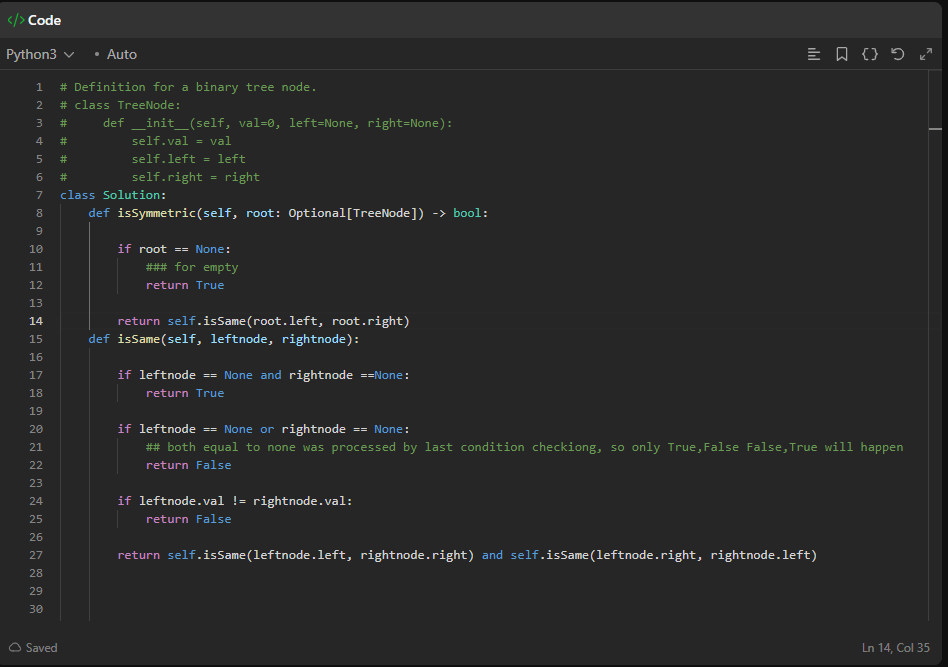 </> Code
Python3 • Auto
1 # Definition for a binary tree node.
2 # class TreeNode:
3 #     def __init__(self, val=0, left=None, right=None):
4 #         self.val = val
5 #         self.left = left
6 #         self.right = right
7 class Solution:
8     def isSymmetric(self, root: Optional[TreeNode]) -> bool:
9
10         if root == None:
11             ### for empty
12             return True
13
14         return self.isSame(root.left, root.right)
15     def isSame(self, leftnode, rightnode):
16
17         if leftnode == None and rightnode ==None:
18             return True
19
20         if leftnode == None or rightnode == None:
21             ## both equal to none was processed by last condition checkiong, so only True,False False,True will happen
22             return False
23
24         if leftnode.val != rightnode.val:
25             return False
26
27         return self.isSame(leftnode.left, rightnode.right) and self.isSame(leftnode.right, rightnode.left)
28
29
30
Saved Ln 14, Col 35